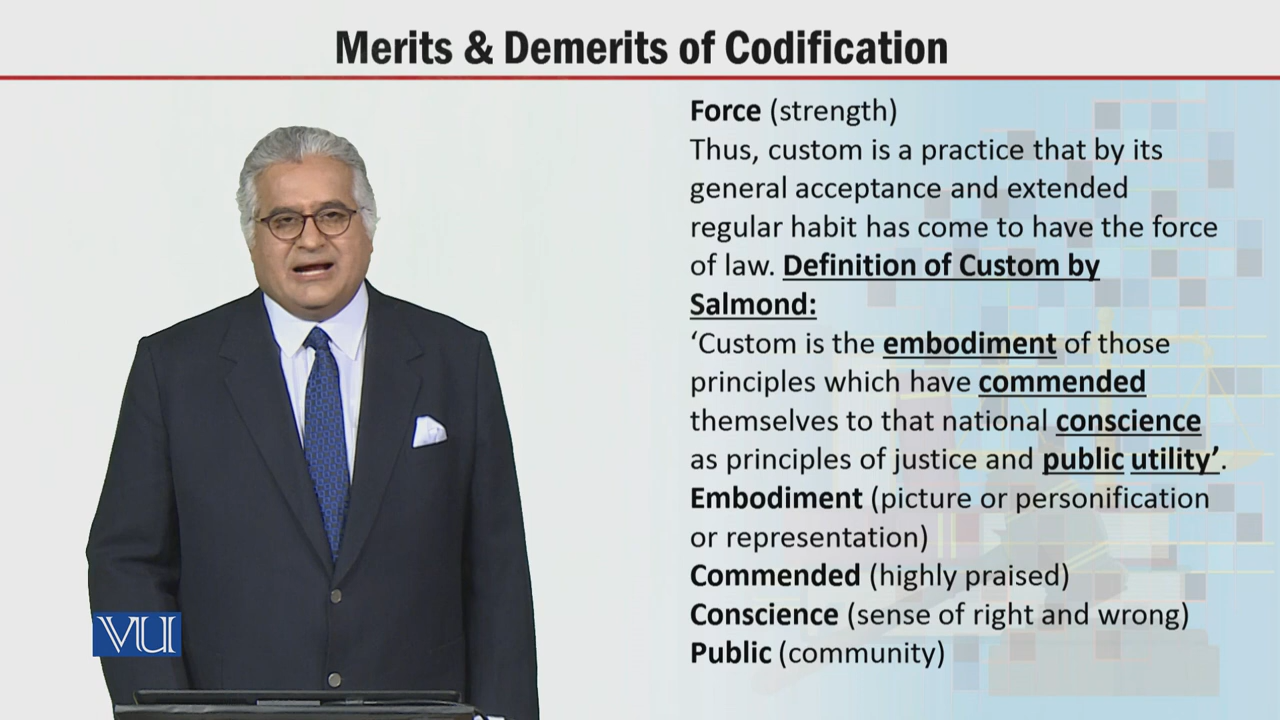 Merits & Demerits of Codification
Force (strength)
Thus, custom is a practice that by its
general acceptance and extended
regular habit has come to have the force
of law. Definition of Custom by
Salmond:
‘Custom is the embodiment of those
principles which have commended
themselves to that national conscience
as principles of justice and public utility’.
Embodiment (picture or personification
or representation)
Commended (highly praised)
Conscience (sense of right and wrong)
Public (community)
VU